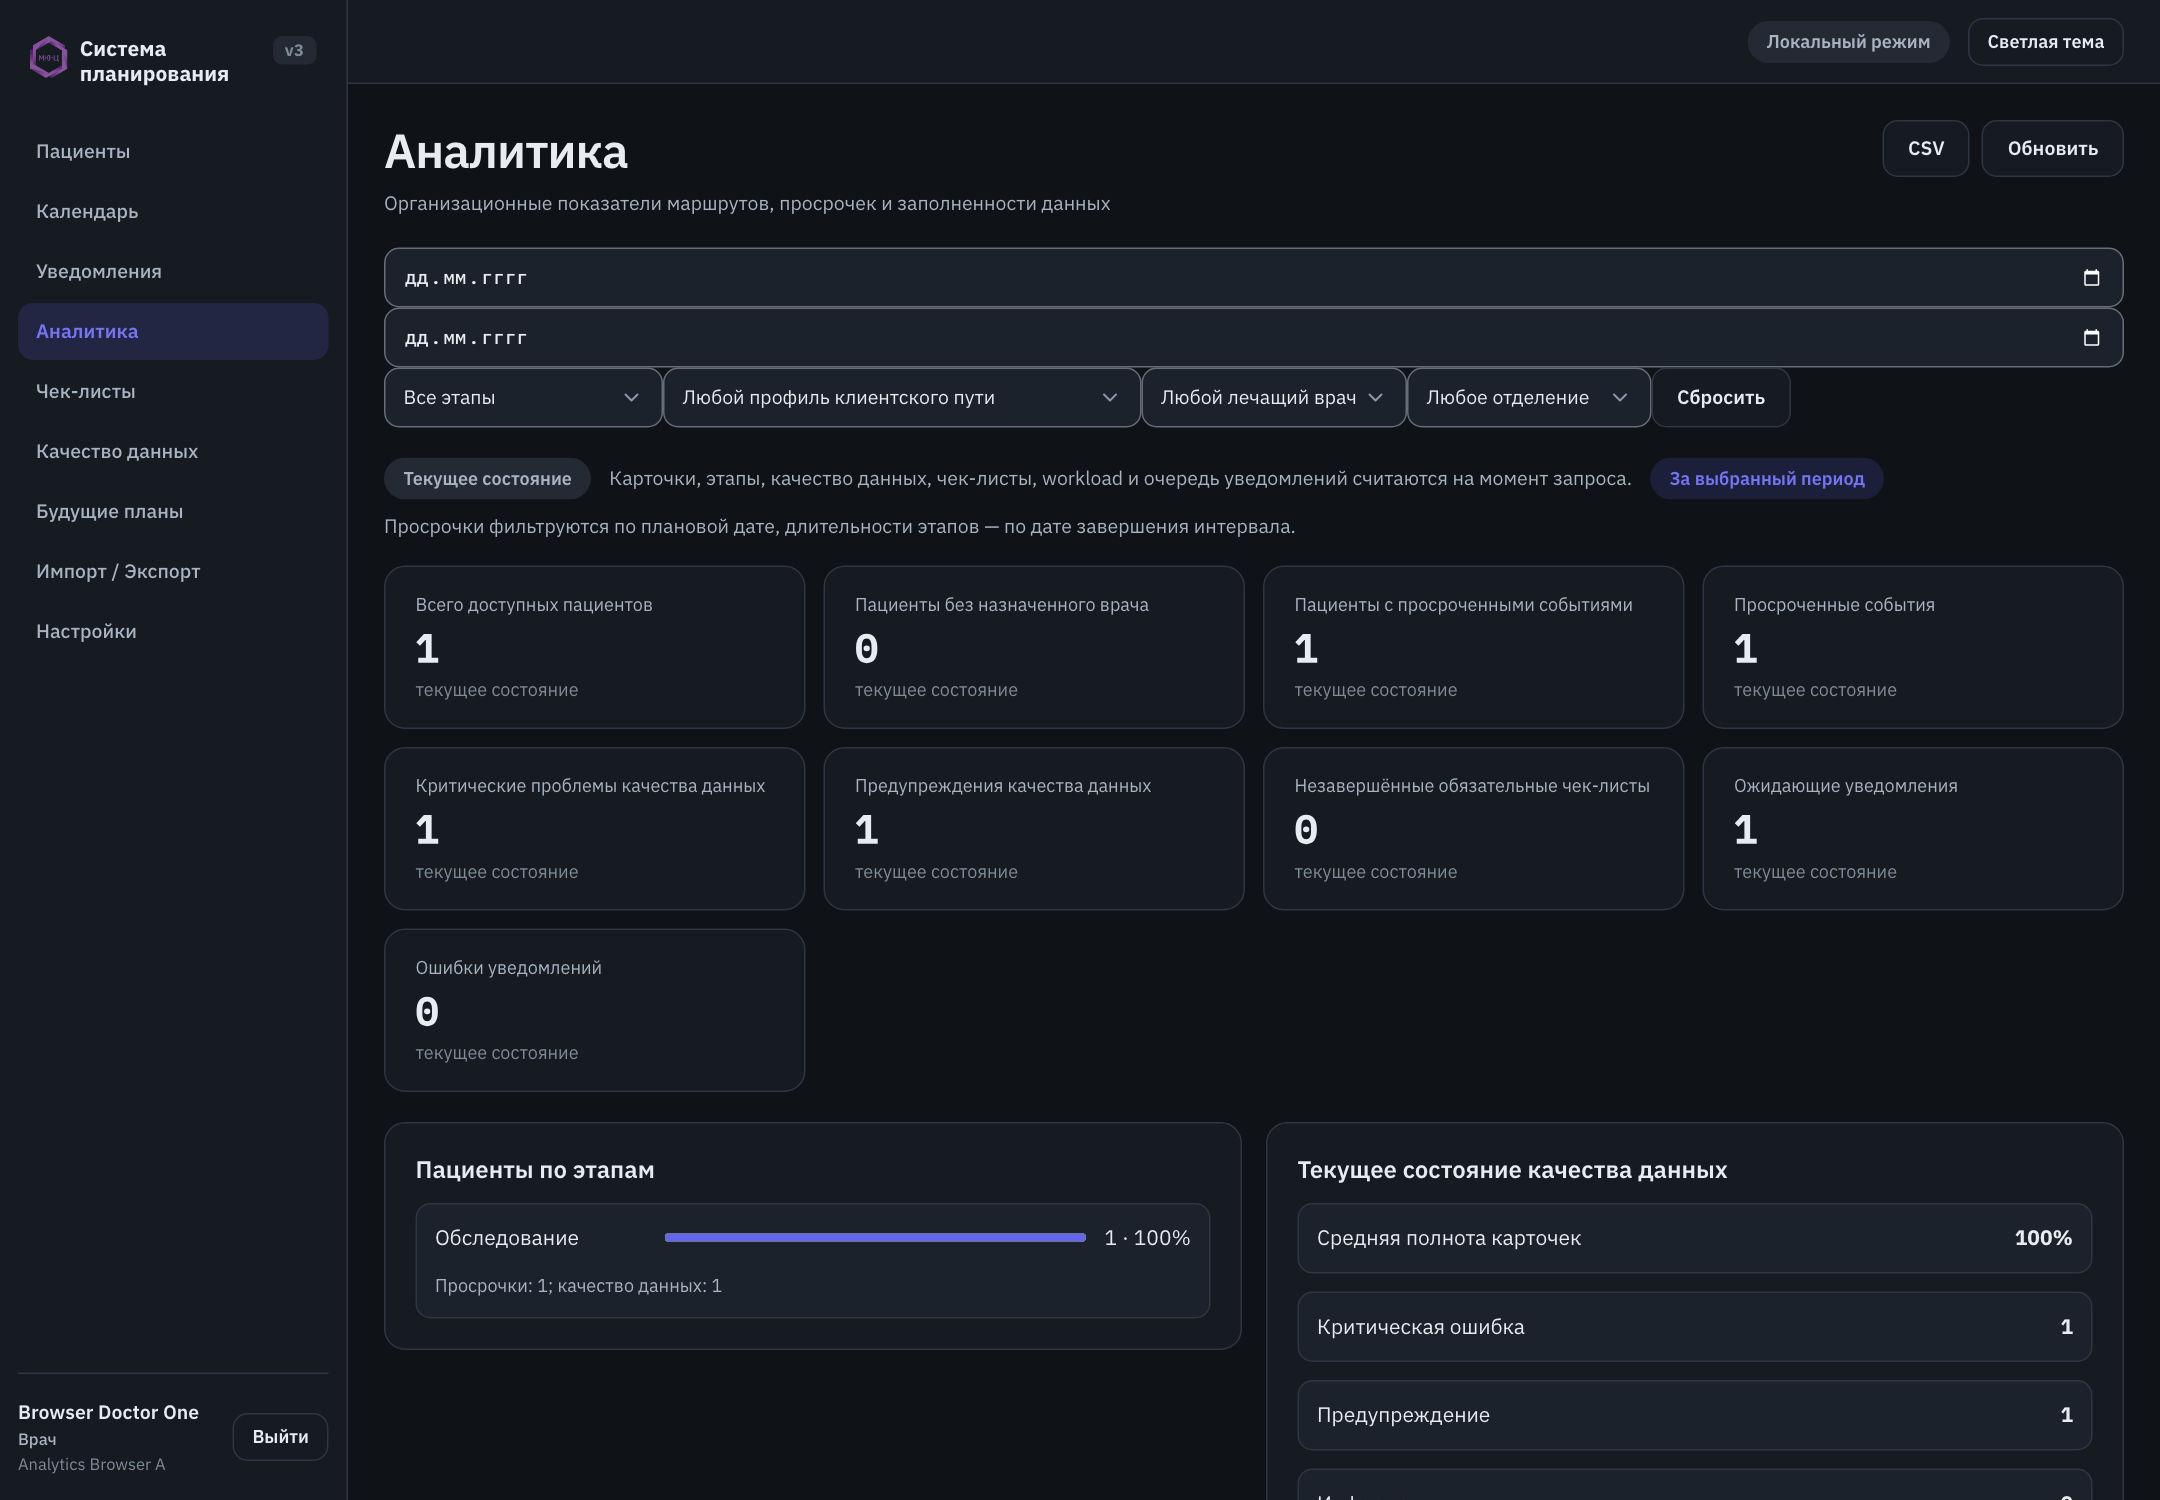 Система
планирования
v3
Пациенты
Календарь
Уведомления
Аналитика
Чек-листы
Качество данных
Будущие планы
Импорт / Экспорт
Настройки
Browser Doctor One
Врач
Analytics Browser A
Выйти
Локальный режим
Светлая тема
Аналитика
Организационные показатели маршрутов, просрочек и заполненности данных
CSV
Обновить
дд.мм.гггг
дд.мм.гггг
Все этапы
Любой профиль клиентского пути
Любой лечащий врач
Любое отделение
Сбросить
Текущее состояние
Карточки, этапы, качество данных, чек-листы, workload и очередь уведомлений считаются на момент запроса.
За выбранный период
Просрочки фильтруются по плановой дате, длительности этапов — по дате завершения интервала.
Всего доступных пациентов
1
текущее состояние
Пациенты без назначенного врача
0
текущее состояние
Пациенты с просроченными событиями
1
текущее состояние
Просроченные события
1
текущее состояние
Критические проблемы качества данных
1
текущее состояние
Предупреждения качества данных
1
текущее состояние
Незавершённые обязательные чек-листы
0
текущее состояние
Ожидающие уведомления
1
текущее состояние
Ошибки уведомлений
0
текущее состояние
Пациенты по этапам
Обследование
1 · 100%
Просрочки: 1; качество данных: 1
Текущее состояние качества данных
Средняя полнота карточек
100%
Критическая ошибка
1
Предупреждение
1